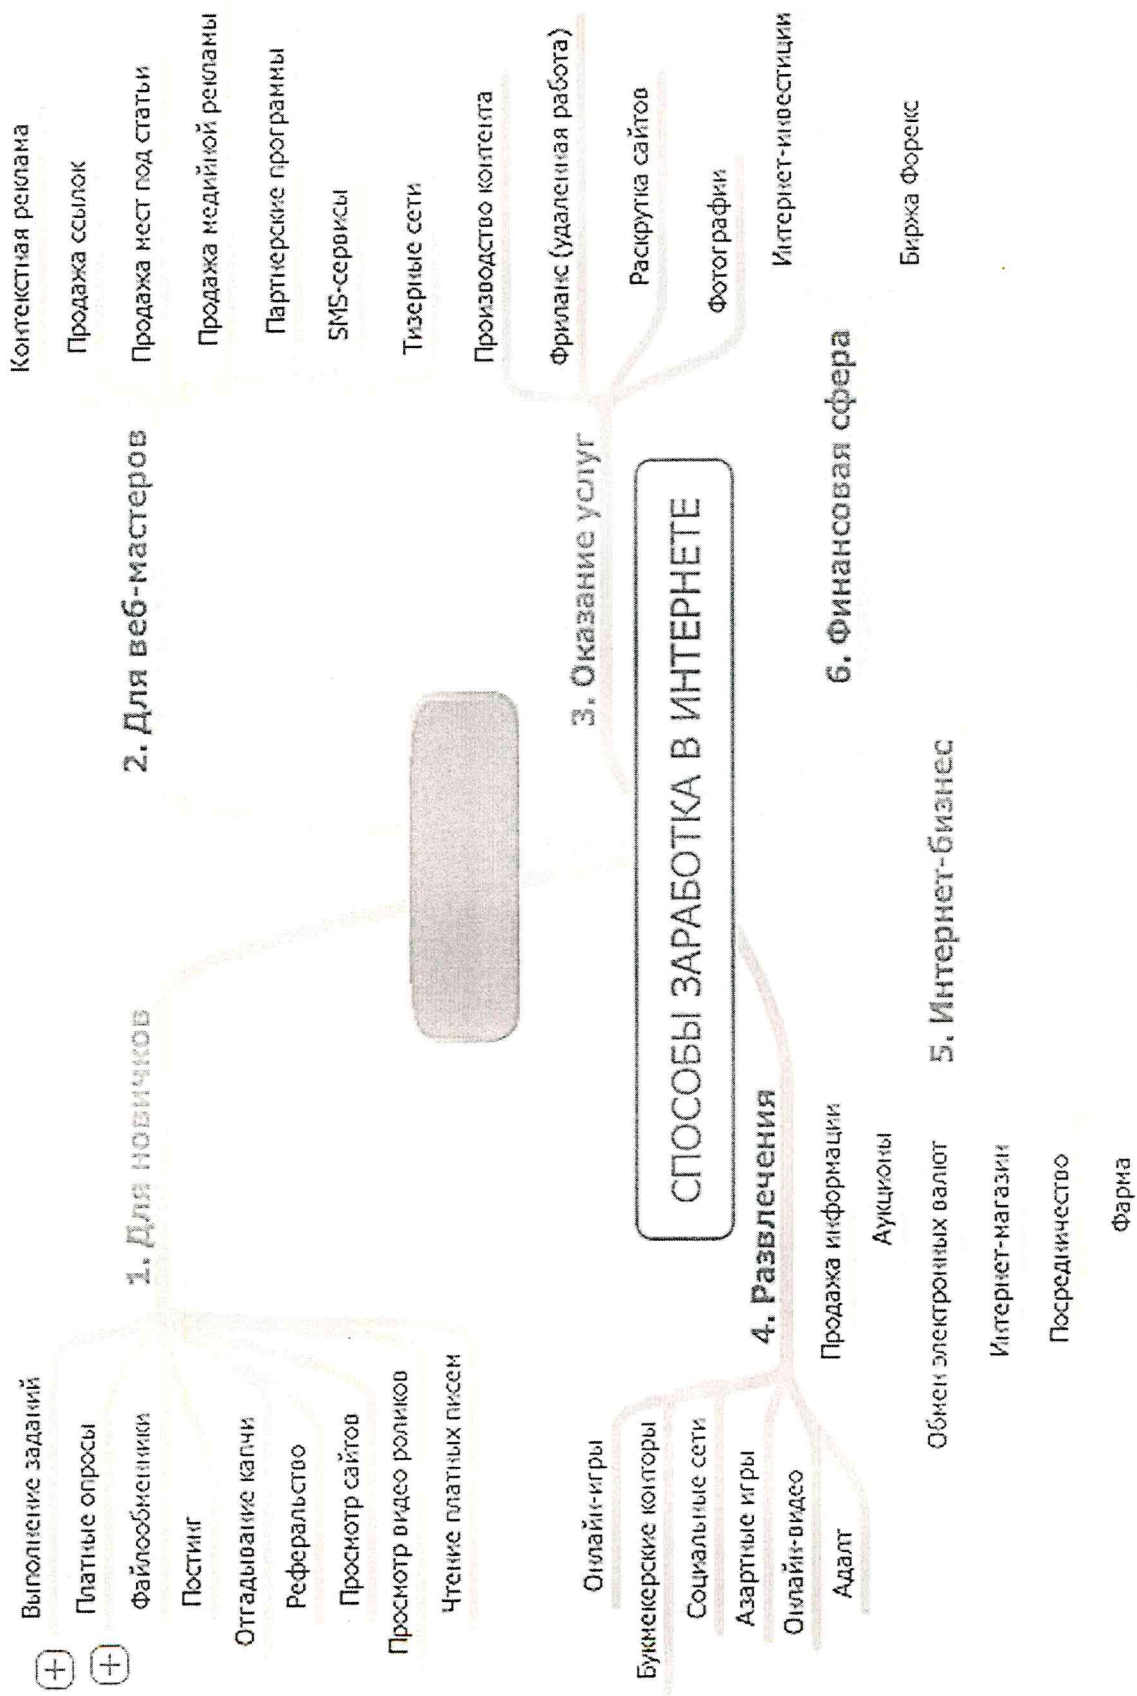 1. Для новичков
Выполнение заданий
Платные опросы
Файлообменники
Постинг
Отгадывание капчи
Реферальство
Просмотр сайтов
Просмотр видео роликов
Чтение платных писем
2. Для веб-мастеров
Контекстная реклама
Продажа ссылок
Продажа мест под статьи
Продажа медийной рекламы
Партнерские программы
SMS-сервисы
Тизерные сети
3. Оказание услуг
Производство контента
Фриланс (удаленная работа)
Раскрутка сайтов
Фотографии
СПОСОБЫ ЗАРАБОТКА В ИНТЕРНЕТЕ
4. Развлечения
Онлайн-игры
Букмекерские конторы
Социальные сети
Азартные игры
Онлайн-видео
Адалт
5. Интернет-бизнес
Продажа информации
Аукционы
Обмен электронных валют
Интернет-магазин
Посредничество
Фарма
6. Финансовая сфера
Интернет-инвестиции
Биржа Форекс